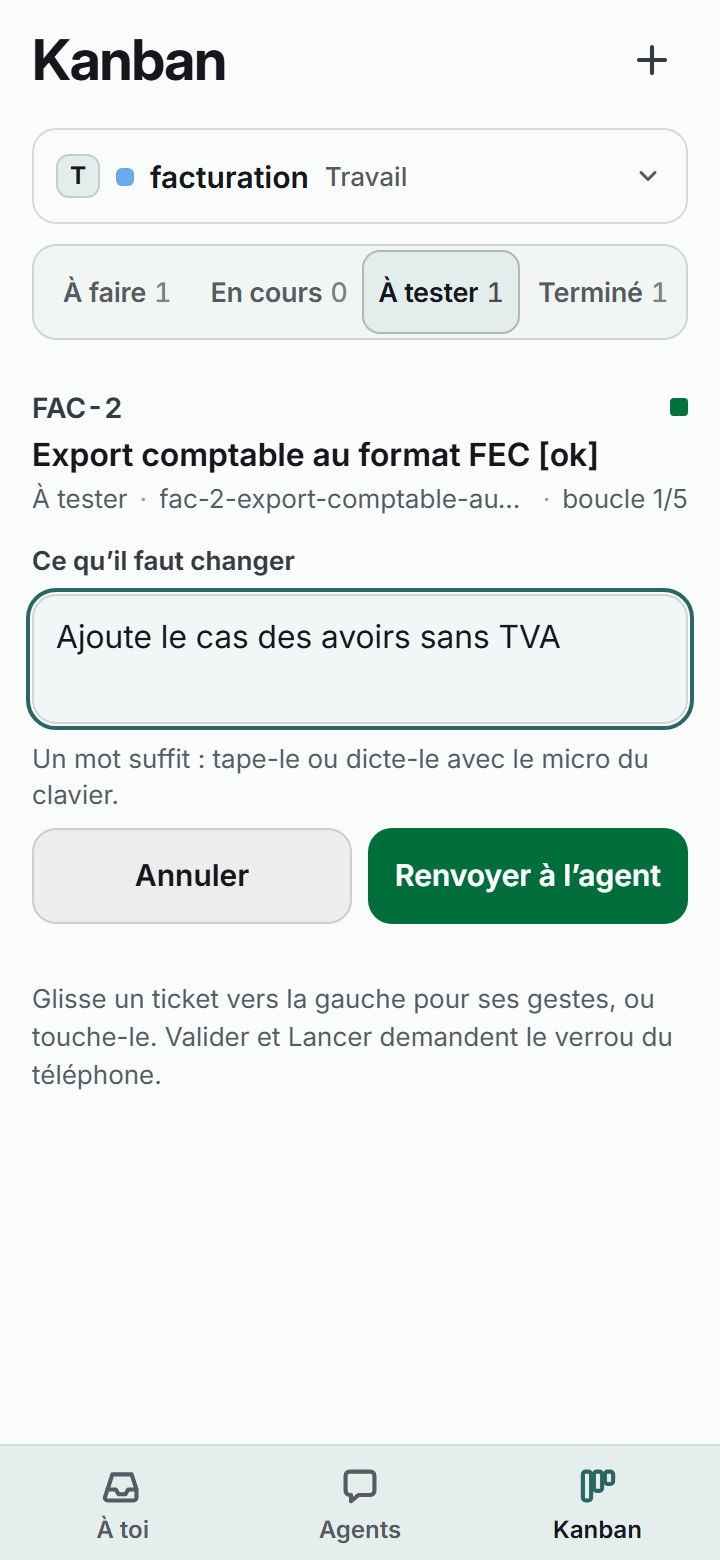 Kanban
T facturation Travail
À faire 1 En cours 0 À tester 1 Terminé 1
FAC-2
Export comptable au format FEC [ok]
À tester · fac-2-export-comptable-au… · boucle 1/5
Ce qu’il faut changer
Ajoute le cas des avoirs sans TVA
Un mot suffit : tape-le ou dicte-le avec le micro du
clavier.
Annuler Renvoyer à l’agent
Glisse un ticket vers la gauche pour ses gestes, ou
touche-le. Valider et Lancer demandent le verrou du
téléphone.
À toi Agents Kanban